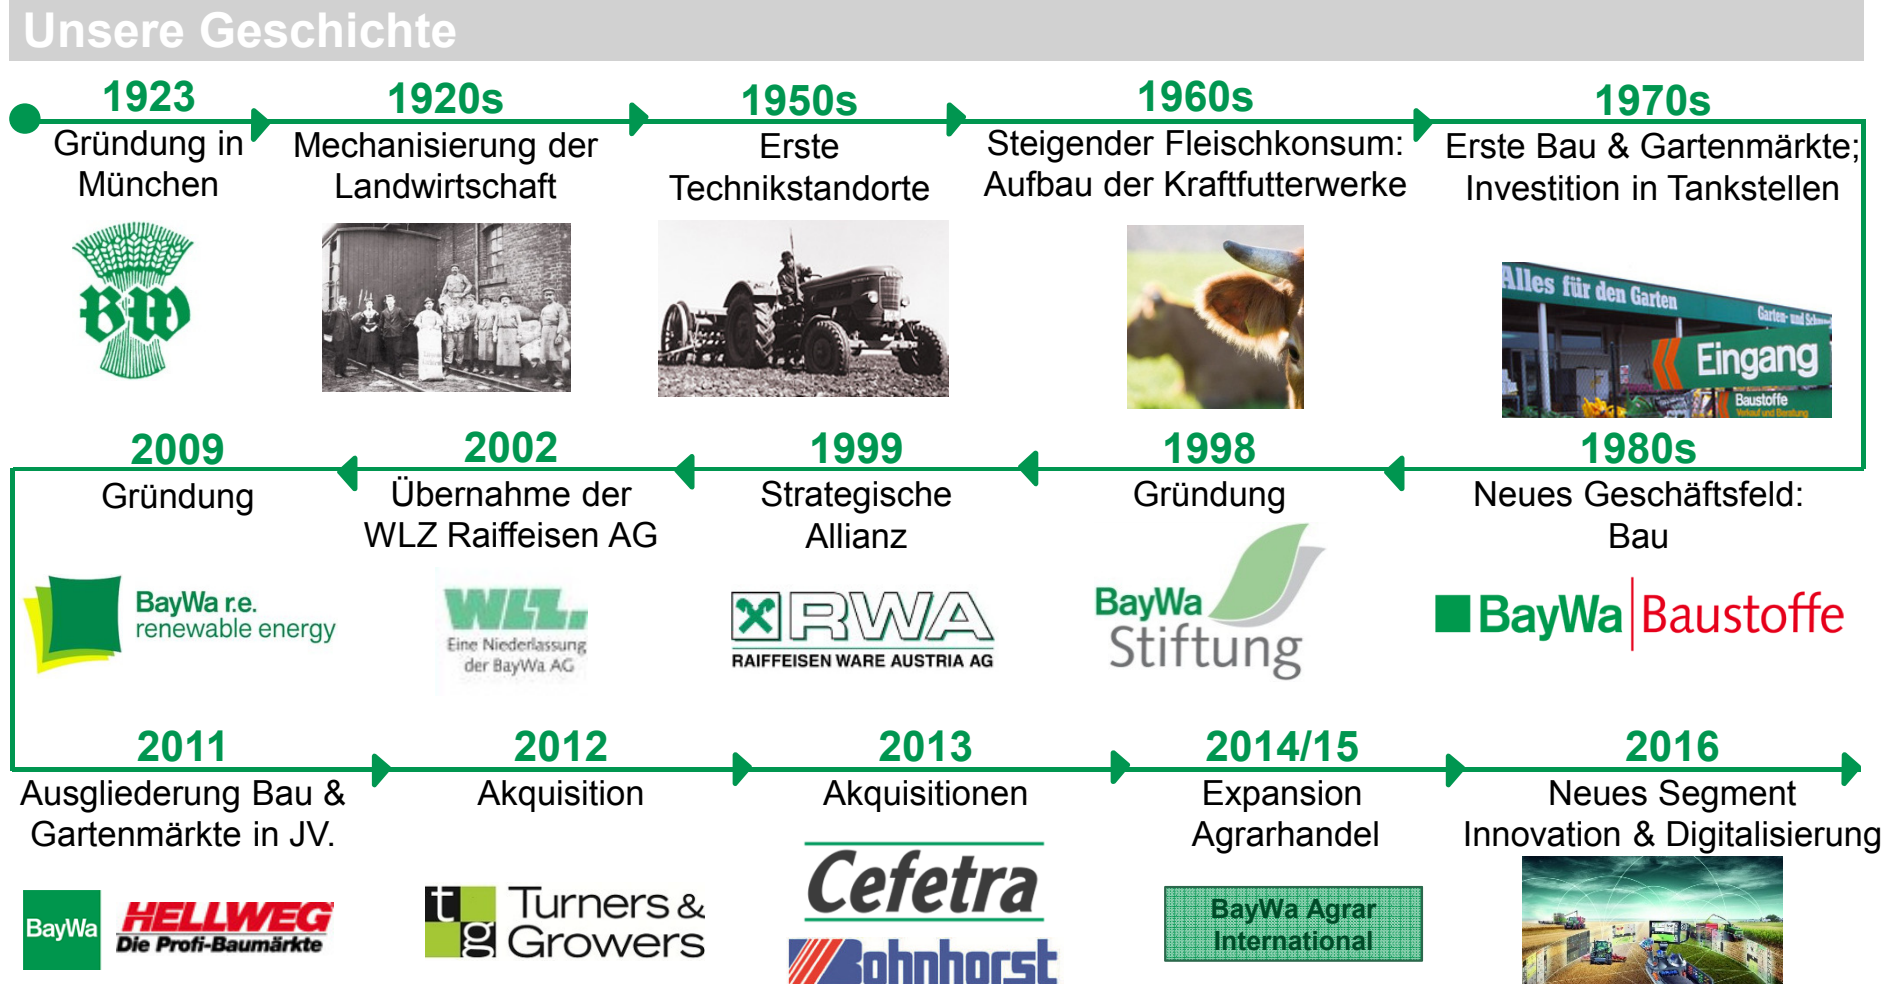 Unsere Geschichte
1923
Gründung in
München
BW
1920s
Mechanisierung der
Landwirtschaft
1950s
Erste
Technikstandorte
1960s
Steigender Fleischkonsum:
Aufbau der Kraftfutterwerke
1970s
Erste Bau & Gartenmärkte;
Investition in Tankstellen
Alles für den Garten
Garten- und
Eingang
Baustoffe
Verkauf und Beratung
1980s
Neues Geschäftsfeld:
Bau
BayWa Baustoffe
1998
Gründung
BayWa
Stiftung
1999
Strategische
Allianz
RWA
RAIFFEISEN WARE AUSTRIA AG
2002
Übernahme der
WLZ Raiffeisen AG
WLZ.
Eine Niederlassung
der BayWa AG
2009
Gründung
BayWa r.e.
renewable energy
2011
Ausgliederung Bau &
Gartenmärkte in JV.
BayWa
HELLWEG
Die Profi-Baumärkte
2012
Akquisition
t
g
Turners &
Growers
2013
Akquisitionen
Cefetra
Bohnhorst
2014/15
Expansion
Agrarhandel
BayWa Agrar
International
2016
Neues Segment
Innovation & Digitalisierung